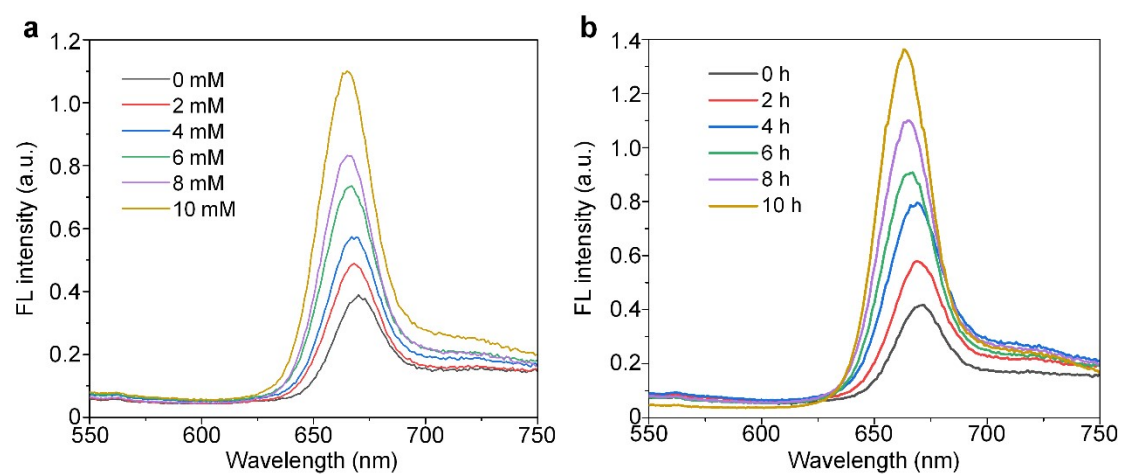 a
1.2
1.0
0.8
0.6
0.4
0.2
0
FL intensity (a.u.)
0 mM
2 mM
4 mM
6 mM
8 mM
10 mM
550 600 650 700 750
Wavelength (nm)
b
1.4
1.2
1.0
0.8
0.6
0.4
0.2
0
FL intensity (a.u.)
0 h
2 h
4 h
6 h
8 h
10 h
550 600 650 700 750
Wavelength (nm)